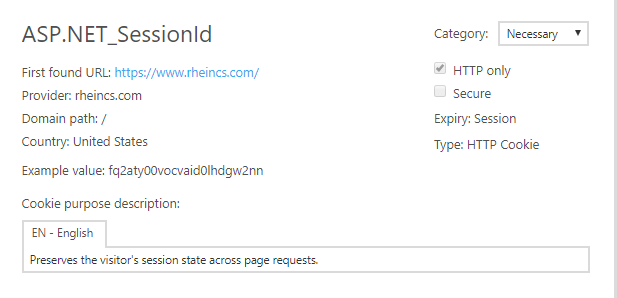 ASP.NET_SessionId
Category: Necessary
First found URL: https://www.rheincs.com/
HTTP only
Provider: rheincs.com
Secure
Domain path: /
Expiry: Session
Country: United States
Type: HTTP Cookie
Example value: fq2aty00vocvaid0lhdgw2nn
Cookie purpose description:
EN - English
Preserves the visitor's session state across page requests.